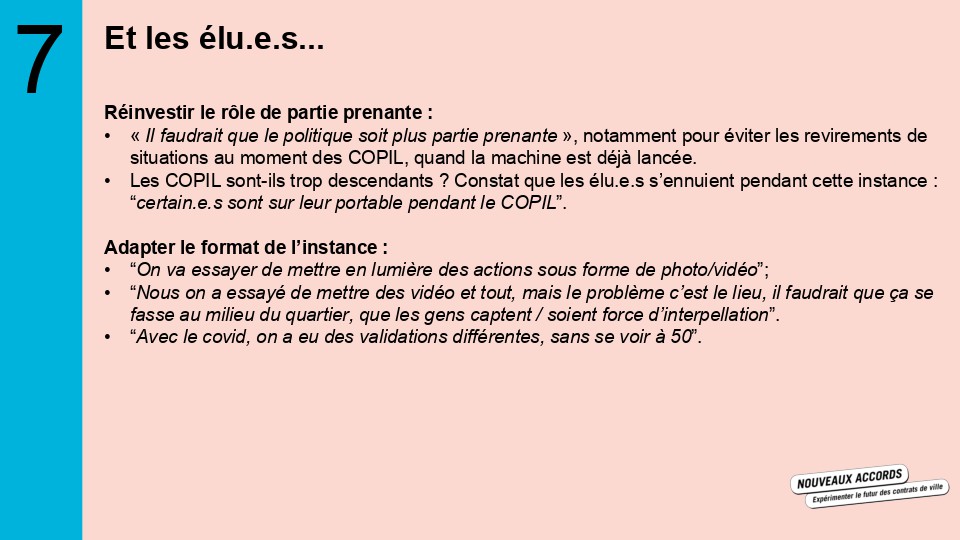 7
Et les élu.e.s...
Réinvestir le rôle de partie prenante :
• « Il faudrait que le politique soit plus partie prenante », notamment pour éviter les revirements de
situations au moment des COPIL, quand la machine est déjà lancée.
• Les COPIL sont-ils trop descendants ? Constat que les élu.e.s s’ennuient pendant cette instance :
“certain.e.s sont sur leur portable pendant le COPIL”.
Adapter le format de l’instance :
• “On va essayer de mettre en lumière des actions sous forme de photo/vidéo”;
• “Nous on a essayé de mettre des vidéo et tout, mais le problème c’est le lieu, il faudrait que ça se
fasse au milieu du quartier, que les gens captent / soient force d’interpellation”.
• “Avec le covid, on a eu des validations différentes, sans se voir à 50”.
NOUVEAUX ACCORDS
Expérimenter le futur des contrats de ville